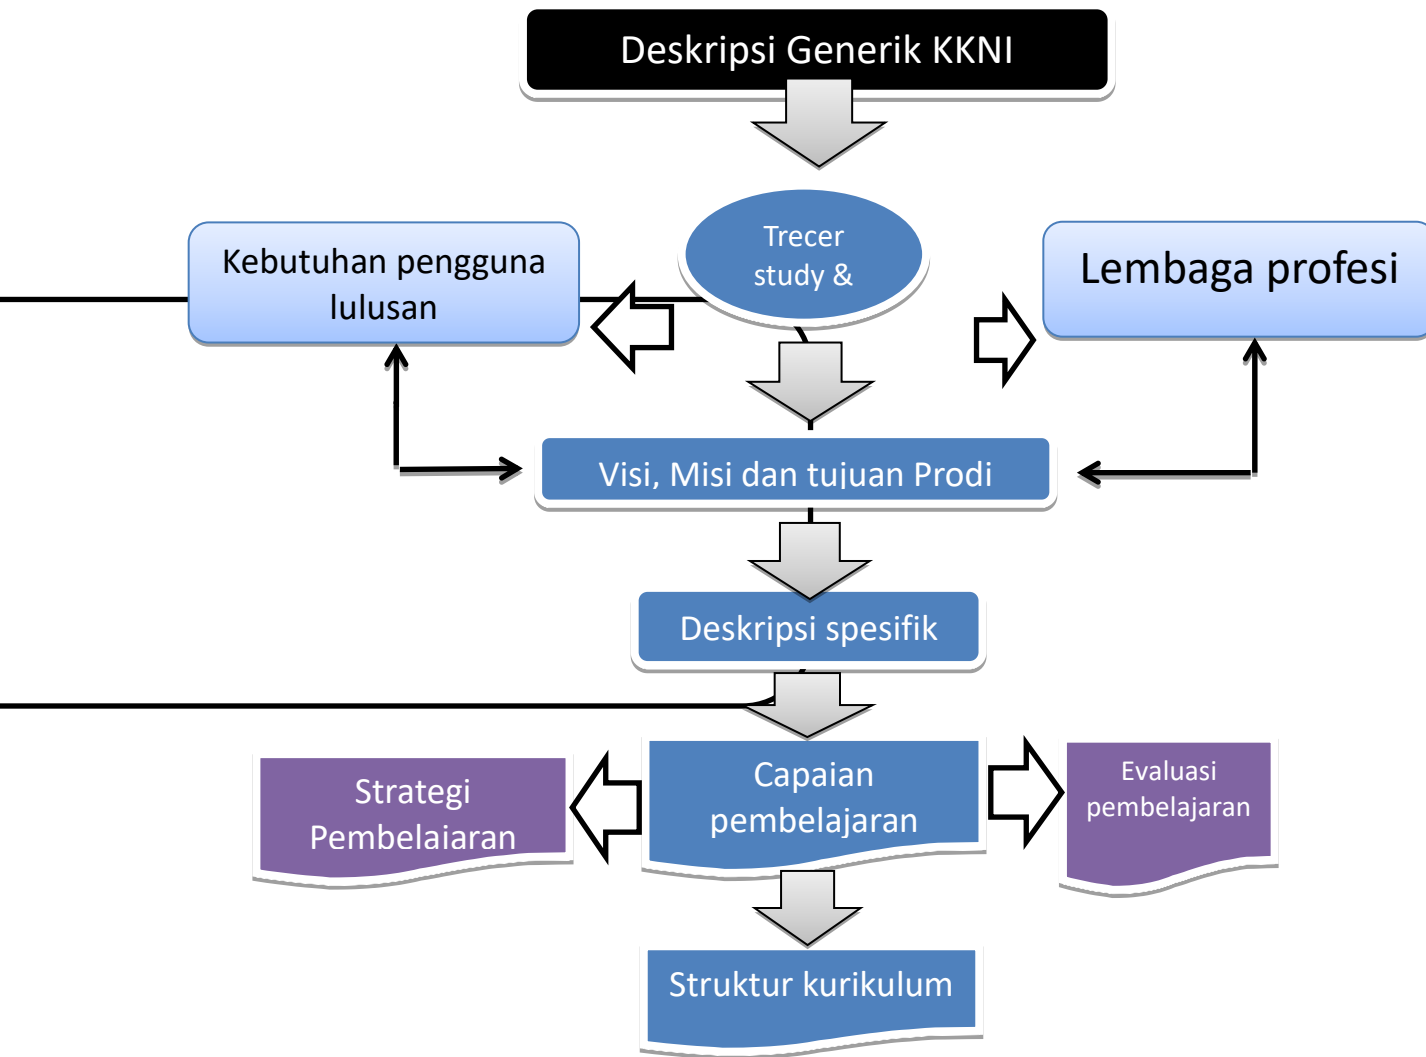 Deskripsi Generik KKNI
Trecer
study &
Kebutuhan pengguna
lulusan
Lembaga profesi
Visi, Misi dan tujuan Prodi
Deskripsi spesifik
Capaian
pembelajaran
Strategi
Pembelajaran
Evaluasi
pembelajaran
Struktur kurikulum